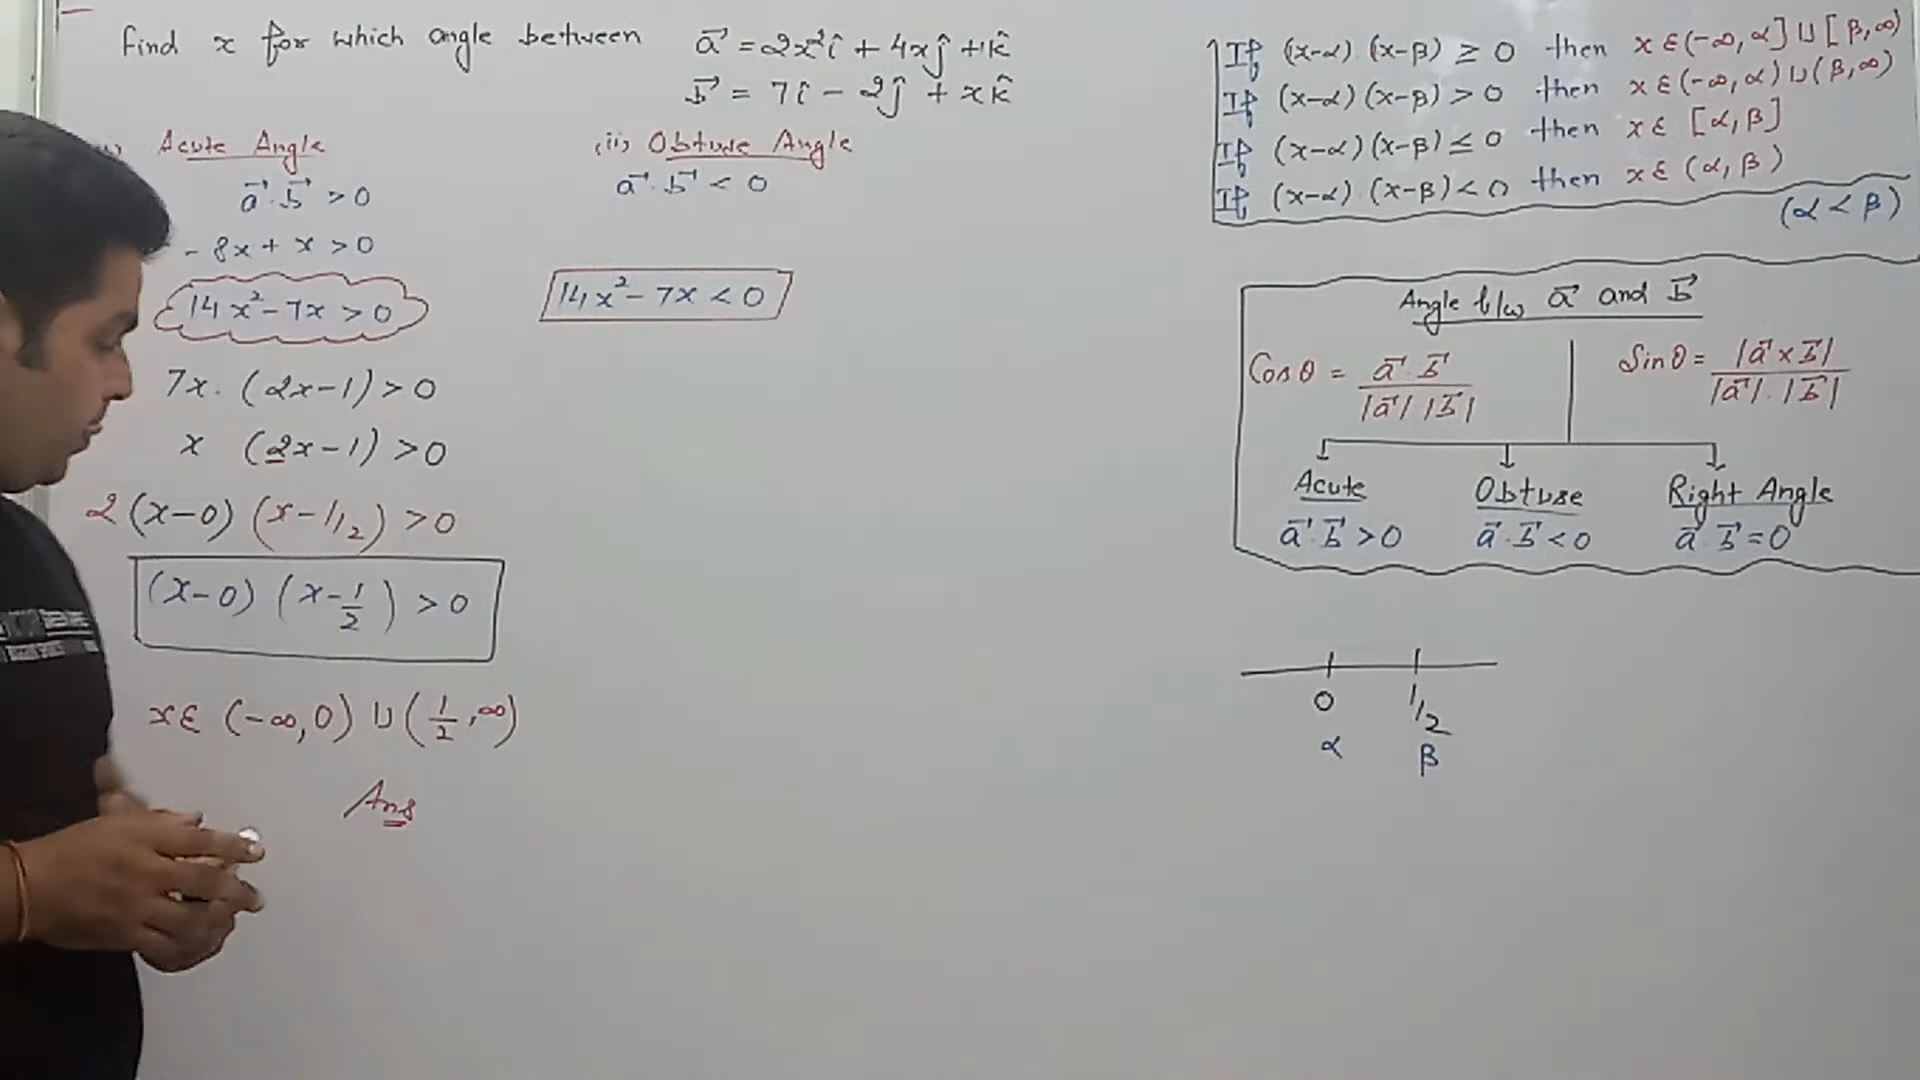 Find x for which angle between a⃗ = 2x²î + 4xĵ + 1k̂
b⃗ = 7î - 2ĵ + xk̂
Acute Angle
a⃗ . b⃗ > 0
- 8x + x > 0
14x² - 7x > 0
7x . (2x-1) > 0
x (2x-1) > 0
2 (x-0) (x-1/2) > 0
(x-0) (x-1/2) > 0
x ε (-∞, 0) ∪ (1/2, ∞)
Ans
(ii) Obtuse Angle
a⃗ . b⃗ < 0
14x² - 7x < 0
If (x-α) . (x-β) ≥ 0 then x ε (-∞, α] ∪ [β, ∞)
If (x-α) (x-β) > 0 then x ε (-∞, α) ∪ (β, ∞)
If (x-α) (x-β) ≤ 0 then x ε [α, β]
If (x-α) . (x-β) < 0 then x ε (α, β)
(α < β)
Angle b/w a⃗ and b⃗
Cos θ = a⃗ . b⃗ / |a⃗| |b⃗|
Sin θ = |a⃗ x b⃗| / |a⃗| . |b⃗|
Acute Obtuse Right Angle
a⃗ . b⃗ > 0 a⃗ . b⃗ < 0 a⃗ . b⃗ = 0
0 1/2
α β